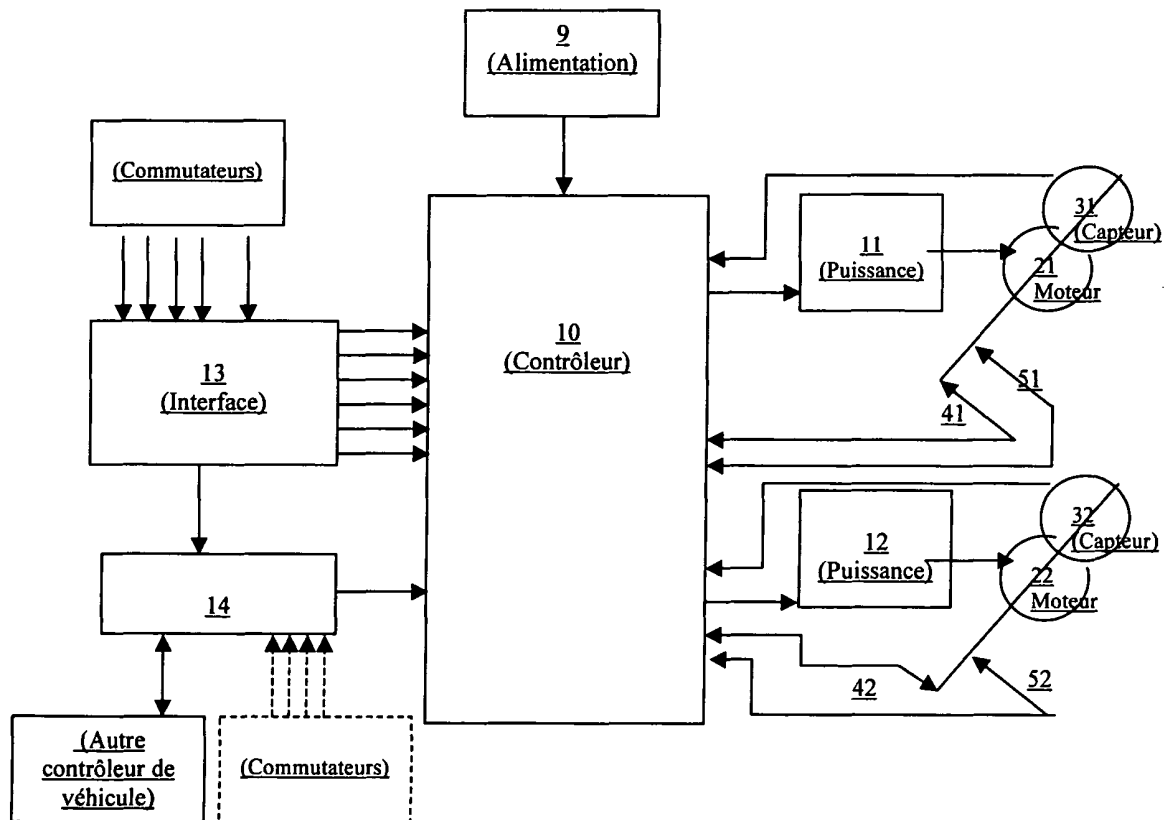 9
(Alimentation)
(Commutateurs)
31
(Capteur)
11
(Puissance)
21
Moteur
10
(Contrôleur)
13
(Interface)
51
41
32
(Capteur)
12
(Puissance)
22
Moteur
14
52
42
(Autre
contrôleur de
véhicule)
(Commutateurs)